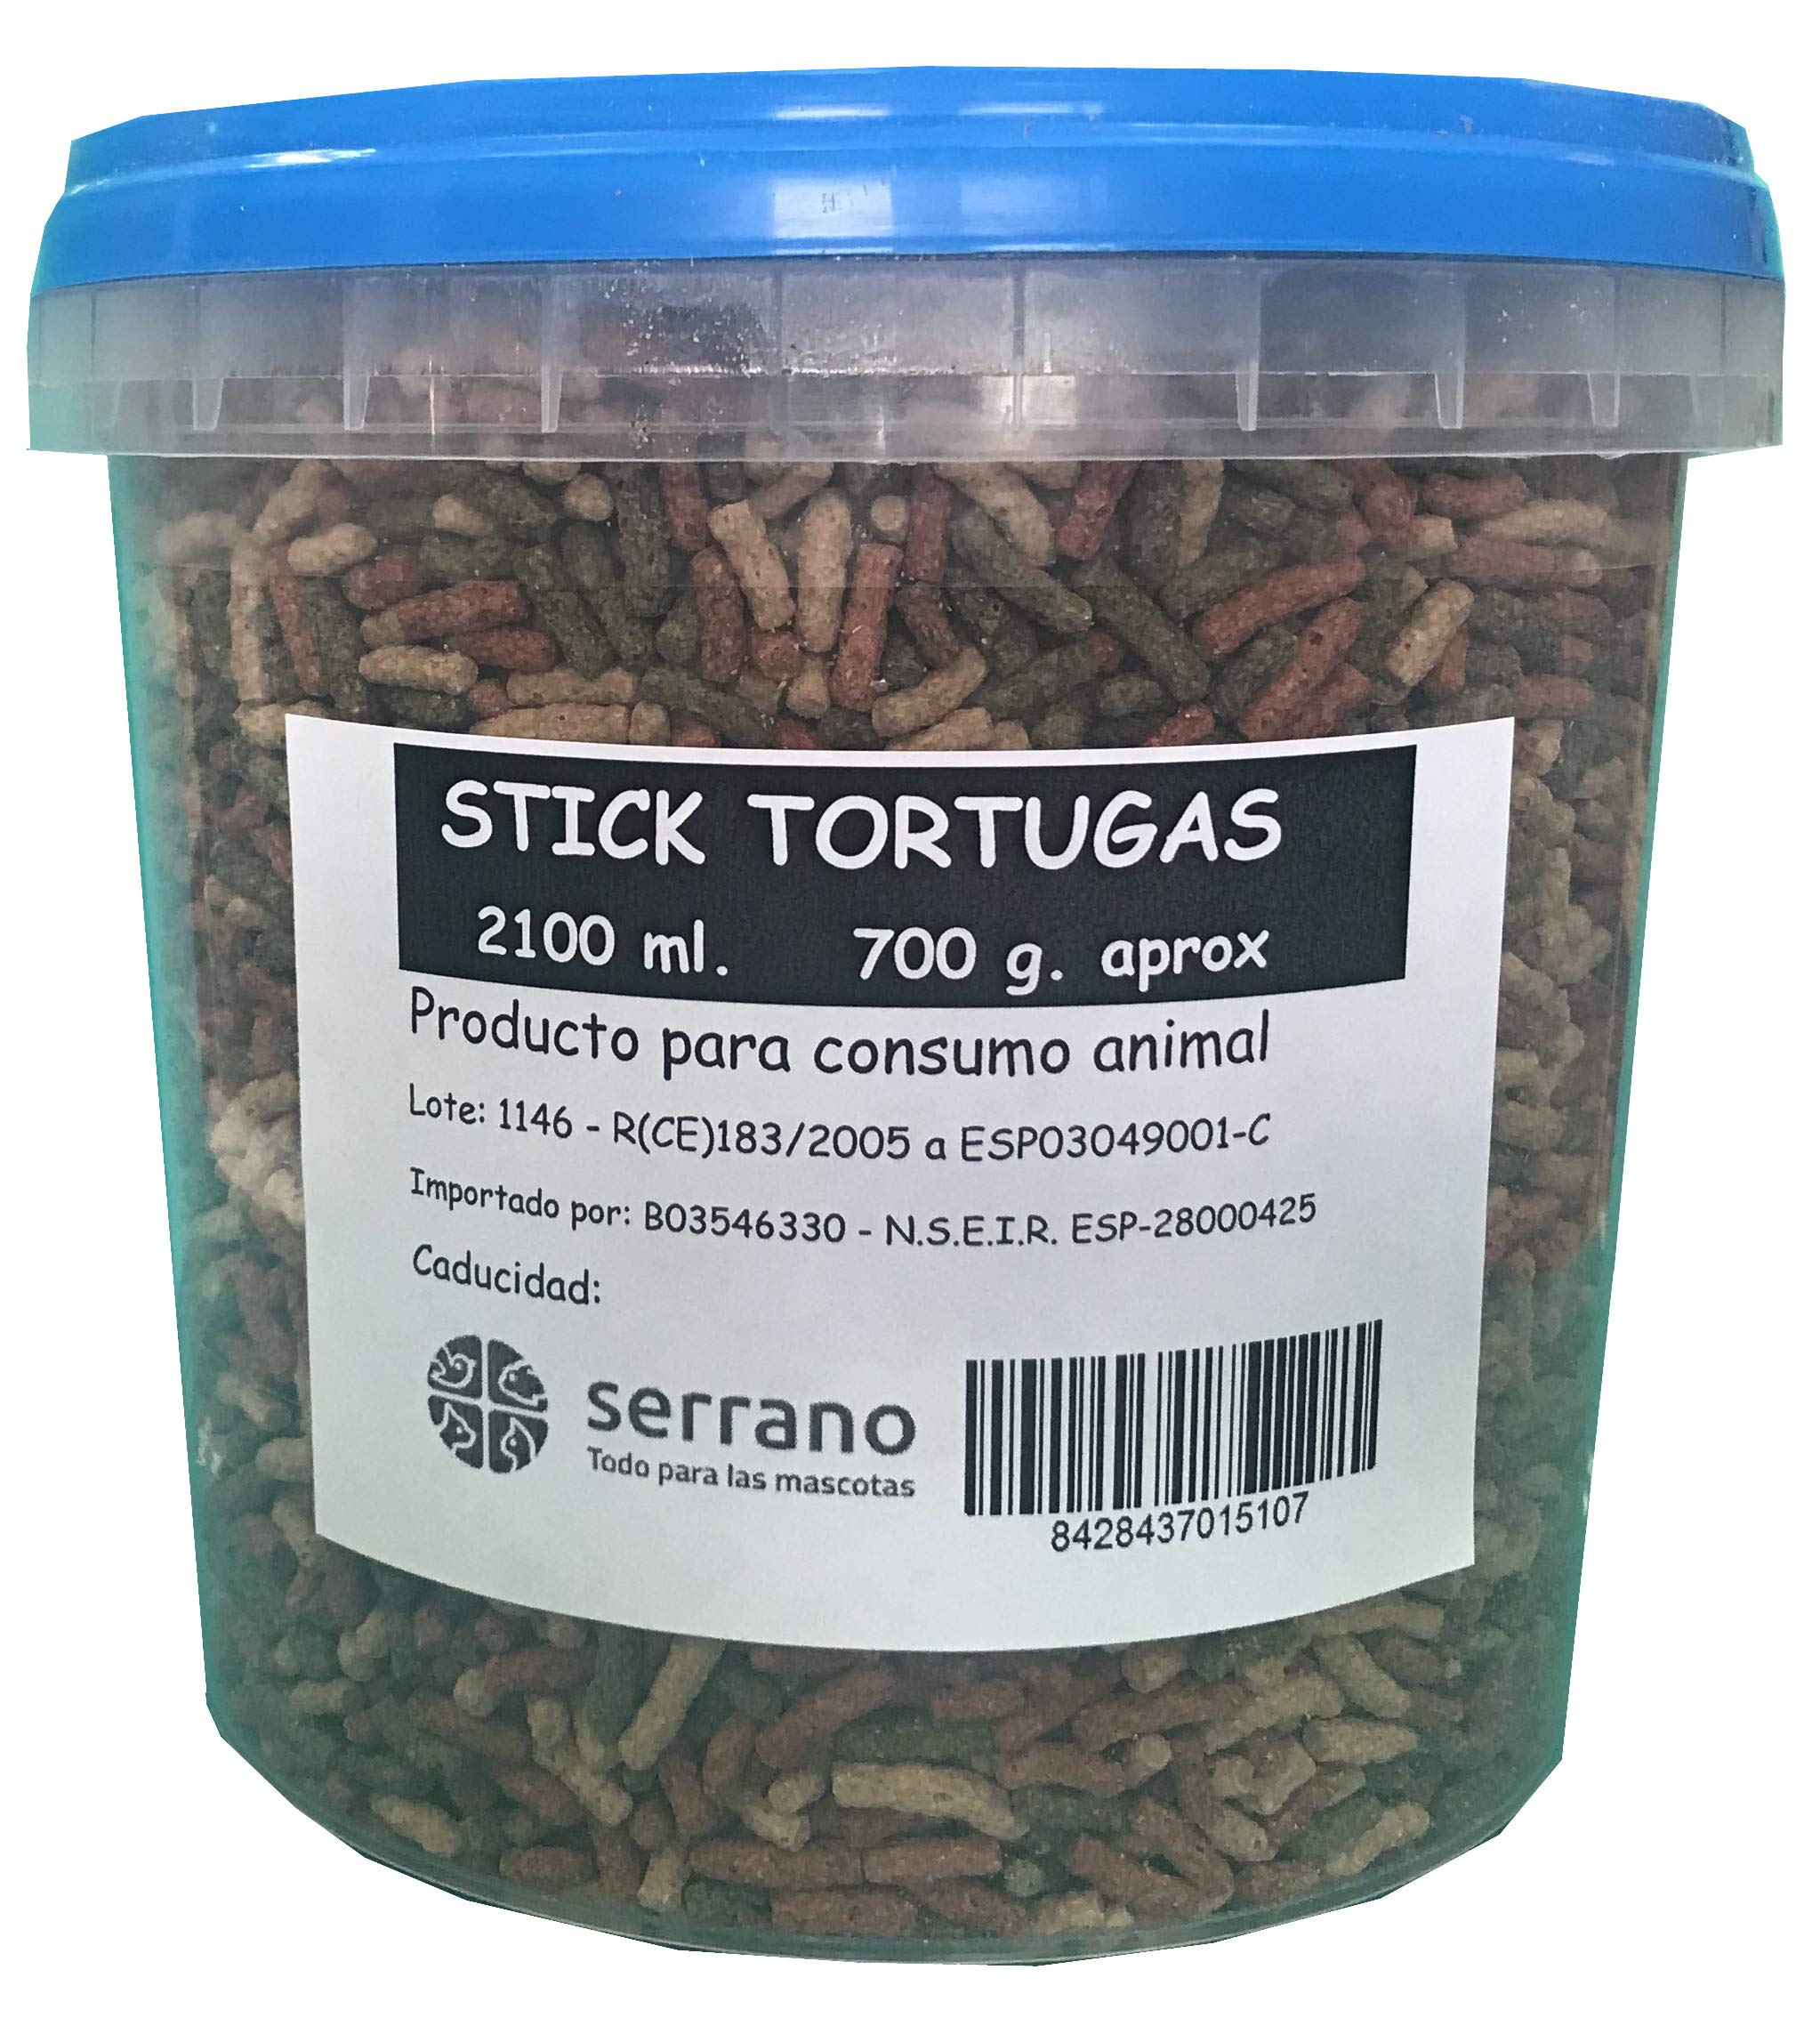 STICK TORTUGAS
2100 ml. 700 g. aprox
Producto para consumo animal
Lote: 1146 - R(CE)183/2005 a ESP03049001-C
Importado por: B03546330 - N.S.E.I.R. ESP-28000425
Caducidad:
serrano
Todo para las mascotas
8428437015107